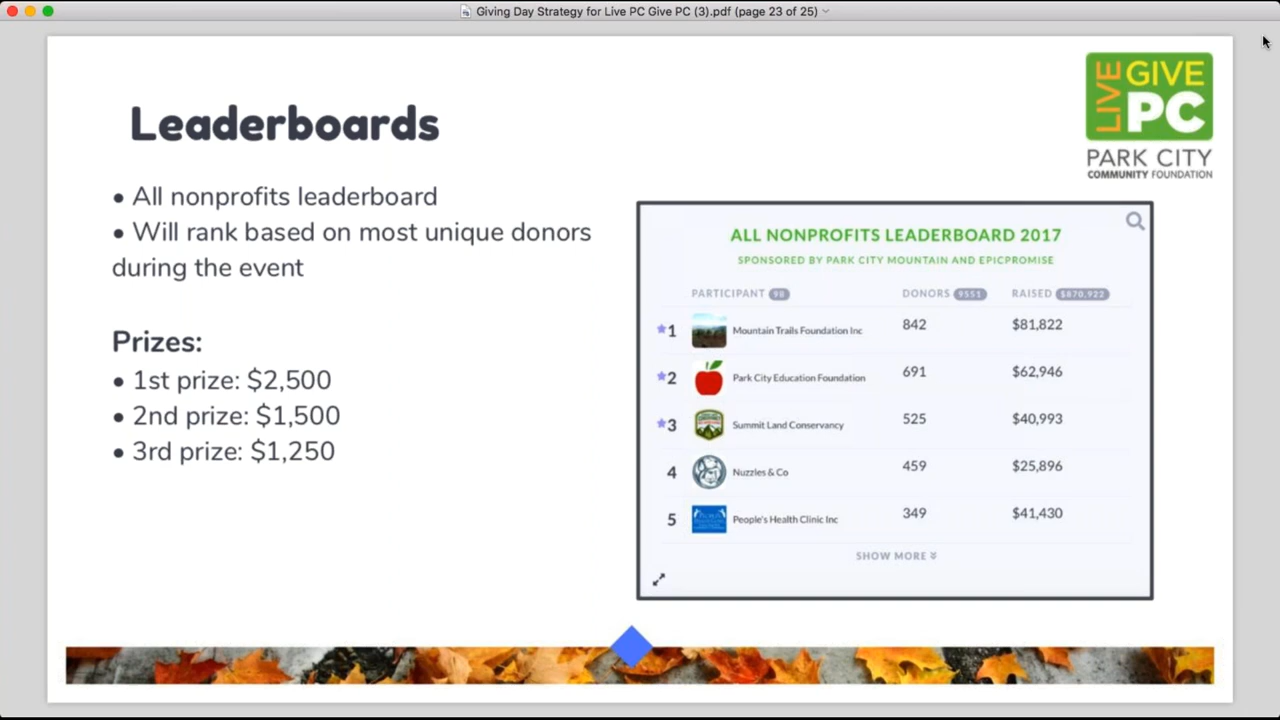 Giving Day Strategy for Live PC Give PC (3).pdf (page 23 of 25)
LIVE GIVE PC
PARK CITY
COMMUNITY FOUNDATION
Leaderboards
• All nonprofits leaderboard
• Will rank based on most unique donors
during the event
Prizes:
• 1st prize: $2,500
• 2nd prize: $1,500
• 3rd prize: $1,250
ALL NONPROFITS LEADERBOARD 2017
SPONSORED BY PARK CITY MOUNTAIN AND EPICPROMISE
PARTICIPANT 98 DONORS 9551 RAISED $870,922
1 Mountain Trails Foundation Inc 842 $81,822
2 Park City Education Foundation 691 $62,946
3 Summit Land Conservancy 525 $40,993
4 Nuzzles & Co 459 $25,896
5 People's Health Clinic Inc 349 $41,430
SHOW MORE